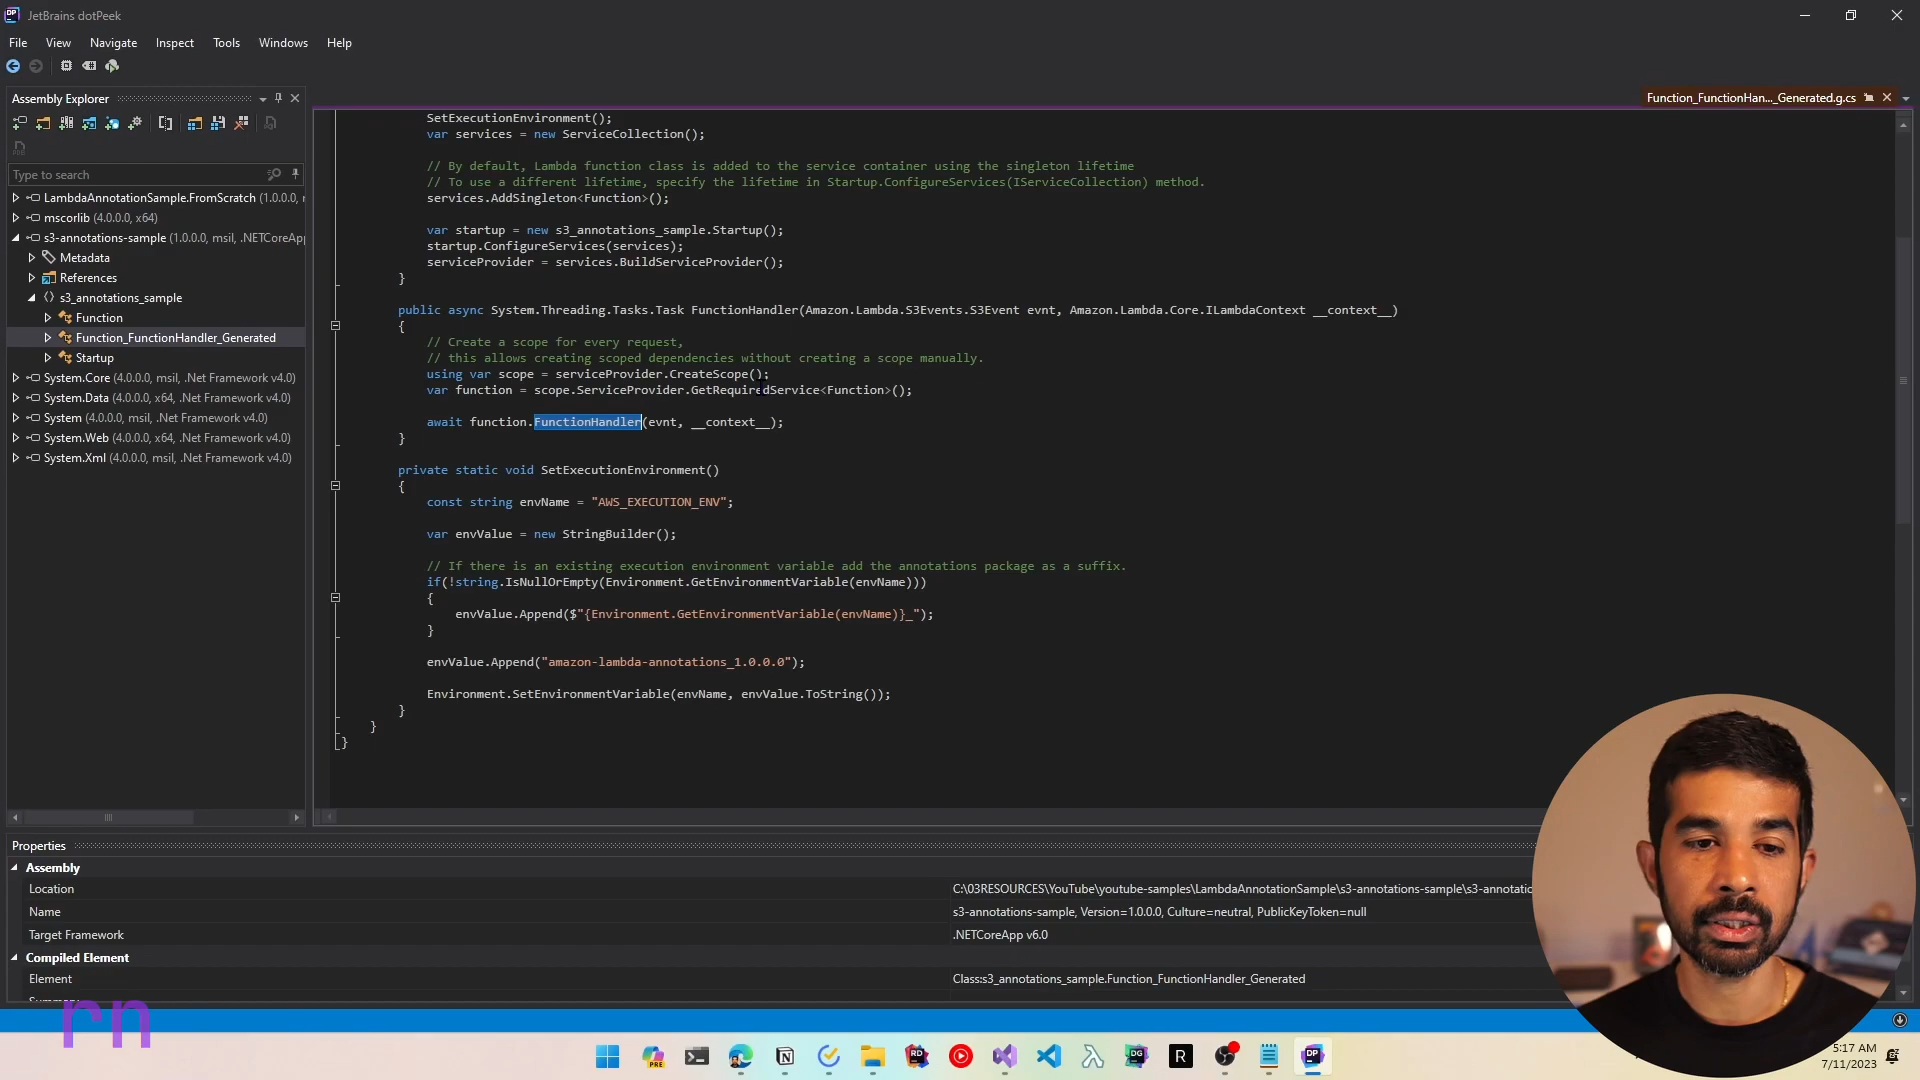 JetBrains dotPeek
File View Navigate Inspect Tools Windows Help
Assembly Explorer
Function_FunctionHan..._Generated.g.cs
Type to search
LambdaAnnotationSample.FromScratch (1.0.0.0,
mscorlib (4.0.0.0, x64)
s3-annotations-sample (1.0.0.0, msil, .NETCoreApp
Metadata
References
s3_annotations_sample
Function
Function_FunctionHandler_Generated
Startup
System.Core (4.0.0.0, msil, .Net Framework v4.0)
System.Data (4.0.0.0, x64, .Net Framework v4.0)
System (4.0.0.0, msil, .Net Framework v4.0)
System.Web (4.0.0.0, x64, .Net Framework v4.0)
System.Xml (4.0.0.0, msil, .Net Framework v4.0)
SetExecutionEnvironment();
var services = new ServiceCollection();
// By default, Lambda function class is added to the service container using the singleton lifetime
// To use a different lifetime, specify the lifetime in Startup.ConfigureServices(IServiceCollection) method.
services.AddSingleton<Function>();
var startup = new s3_annotations_sample.Startup();
startup.ConfigureServices(services);
serviceProvider = services.BuildServiceProvider();
}
public async System.Threading.Tasks.Task FunctionHandler(Amazon.Lambda.S3Events.S3Event evnt, Amazon.Lambda.Core.ILambdaContext __context__)
{
// Create a scope for every request,
// this allows creating scoped dependencies without creating a scope manually.
using var scope = serviceProvider.CreateScope();
var function = scope.ServiceProvider.GetRequiredService<Function>();
await function.FunctionHandler(evnt, __context__);
}
private static void SetExecutionEnvironment()
{
const string envName = "AWS_EXECUTION_ENV";
var envValue = new StringBuilder();
// If there is an existing execution environment variable add the annotations package as a suffix.
if(!string.IsNullOrEmpty(Environment.GetEnvironmentVariable(envName)))
{
envValue.Append($"{Environment.GetEnvironmentVariable(envName)}_");
}
envValue.Append("amazon-lambda-annotations_1.0.0.0");
Environment.SetEnvironmentVariable(envName, envValue.ToString());
}
}
}
Properties
Assembly
Location C:\03RESOURCES\YouTube\youtube-samples\LambdaAnnotationSample\s3-annotations-sample\s3-annotatio
Name s3-annotations-sample, Version=1.0.0.0, Culture=neutral, PublicKeyToken=null
Target Framework .NETCoreApp v6.0
Compiled Element
Element Class:s3_annotations_sample.Function_FunctionHandler_Generated
rn
5:17 AM
7/11/2023